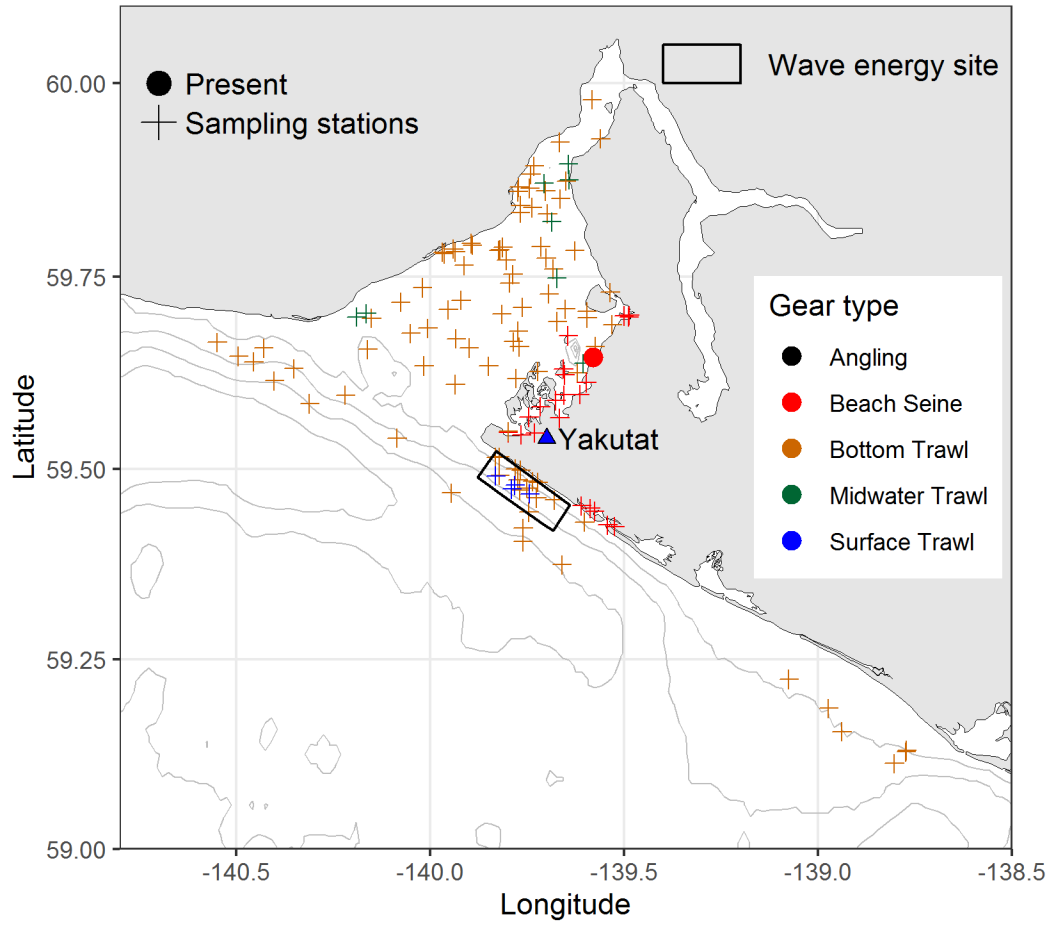 Present
Sampling stations
Wave energy site
Yakutat
Gear type
Angling
Beach Seine
Bottom Trawl
Midwater Trawl
Surface Trawl
60.00
59.75
59.50
59.25
59.00
Latitude
-140.5
-140.0
-139.5
-139.0
-138.5
Longitude